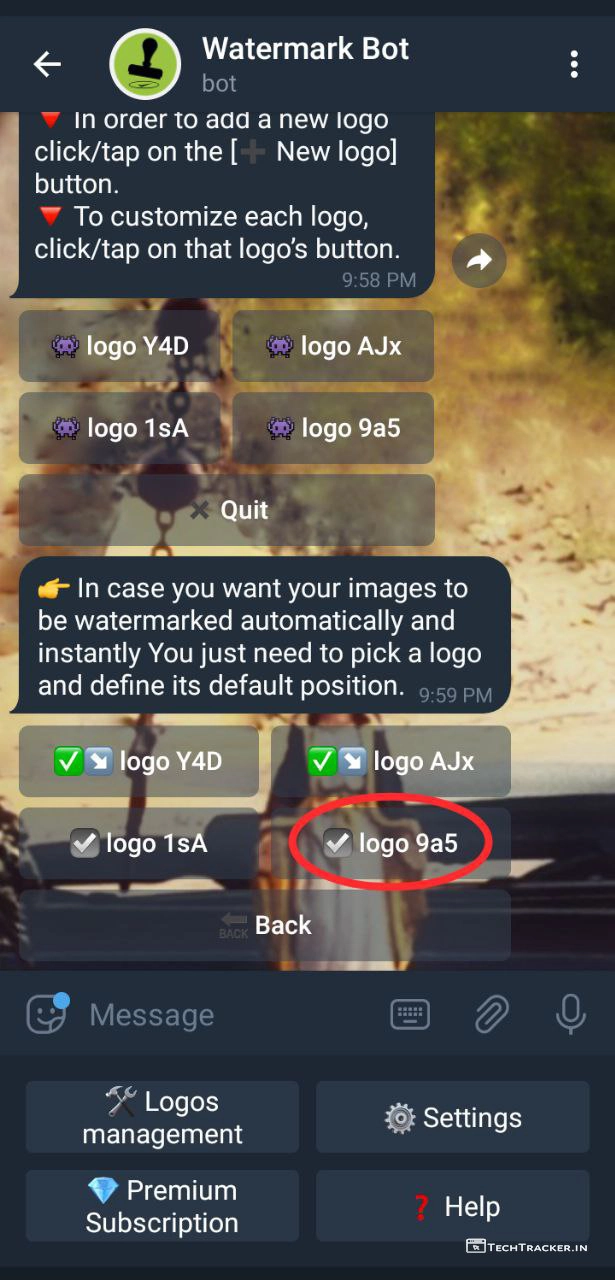 Watermark Bot
bot
🔻 In order to add a new logo
click/tap on the [➕ New logo]
button.
🔻 To customize each logo,
click/tap on that logo’s button.
9:58 PM
👾 logo Y4D
👾 logo AJx
👾 logo 1sA
👾 logo 9a5
✖ Quit
👉 In case you want your images to
be watermarked automatically and
instantly You just need to pick a logo
and define its default position.
9:59 PM
✅↘️ logo Y4D
✅↘️ logo AJx
☑️ logo 1sA
☑️ logo 9a5
🔙 Back
Message
🛠 Logos
management
⚙️ Settings
💎 Premium
Subscription
❓ Help
TECHTRACKER.IN